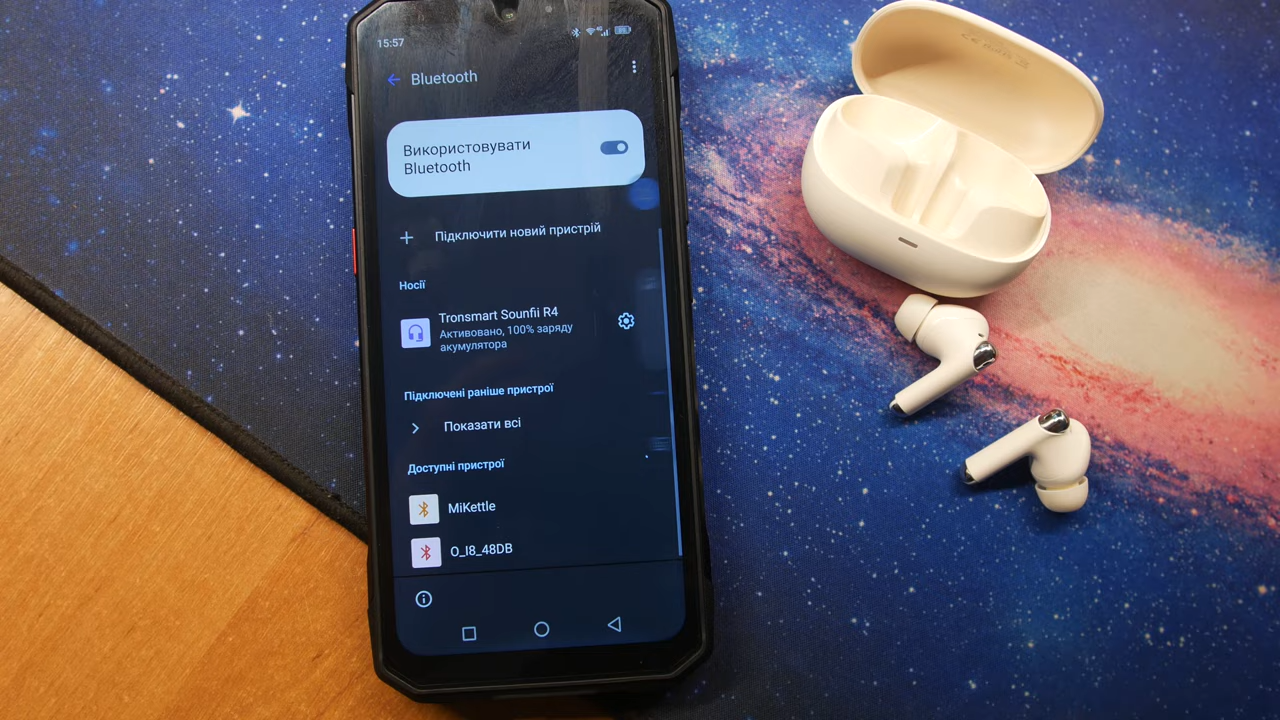 15:57
Bluetooth
Використовувати
Bluetooth
Підключити новий пристрій
Носії
Tronsmart Sounfii R4
Активовано, 100% заряду
акумулятора
Підключені раніше пристрої
Показати всі
Доступні пристрої
MiKettle
O_I8_48DB